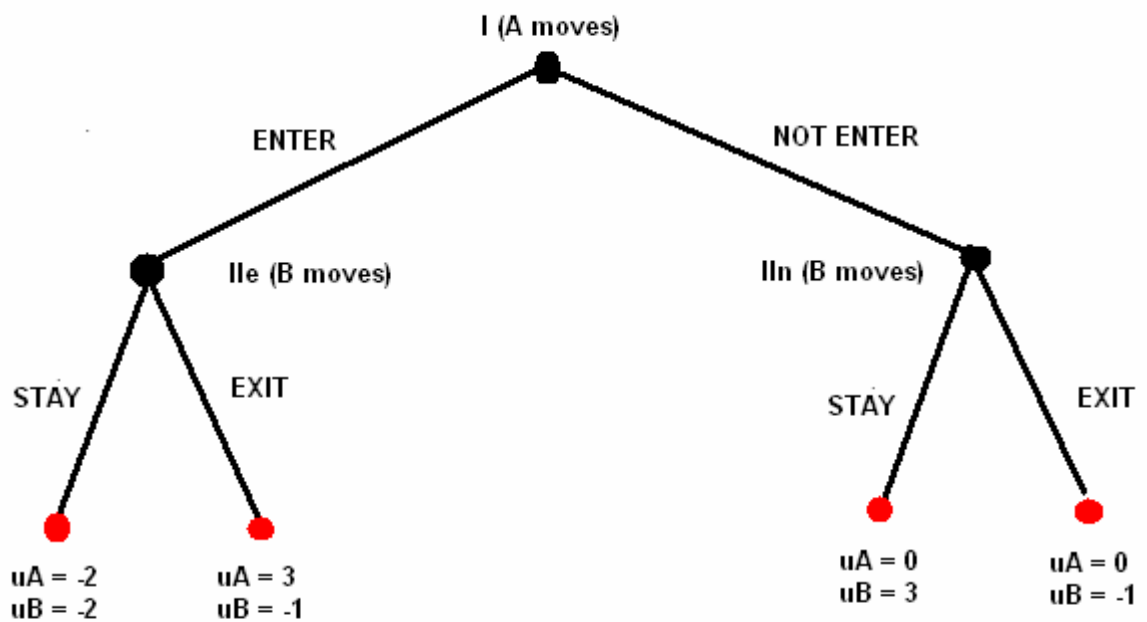 I (A moves)
ENTER
NOT ENTER
IIe (B moves)
IIn (B moves)
STAY
EXIT
STAY
EXIT
uA = -2
uB = -2
uA = 3
uB = -1
uA = 0
uB = 3
uA = 0
uB = -1